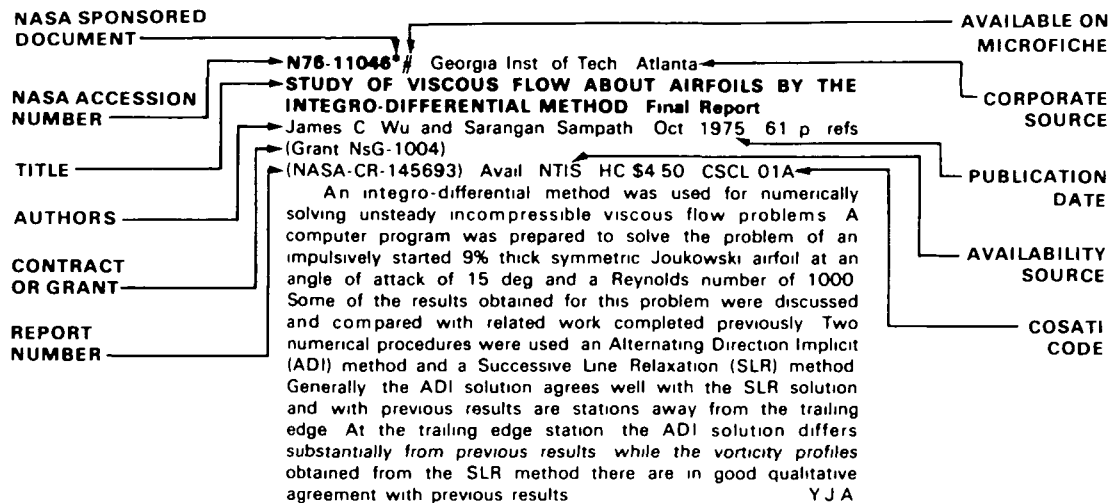 NASA SPONSORED
DOCUMENT
AVAILABLE ON
MICROFICHE
NASA ACCESSION
NUMBER
TITLE
AUTHORS
CONTRACT
OR GRANT
REPORT
NUMBER
N76-11046*# Georgia Inst of Tech Atlanta
STUDY OF VISCOUS FLOW ABOUT AIRFOILS BY THE
INTEGRO-DIFFERENTIAL METHOD Final Report
James C Wu and Sarangan Sampath Oct 1975 61 p refs
(Grant NsG-1004)
(NASA-CR-145693) Avail NTIS HC $4 50 CSCL 01A
An integro-differential method was used for numerically
solving unsteady incompressible viscous flow problems A
computer program was prepared to solve the problem of an
impulsively started 9% thick symmetric Joukowski airfoil at an
angle of attack of 15 deg and a Reynolds number of 1000
Some of the results obtained for this problem were discussed
and compared with related work completed previously Two
numerical procedures were used an Alternating Direction Implicit
(ADI) method and a Successive Line Relaxation (SLR) method
Generally the ADI solution agrees well with the SLR solution
and with previous results are stations away from the trailing
edge At the trailing edge station the ADI solution differs
substantially from previous results while the vorticity profiles
obtained from the SLR method there are in good qualitative
agreement with previous results Y J A
CORPORATE
SOURCE
PUBLICATION
DATE
AVAILABILITY
SOURCE
COSATI
CODE